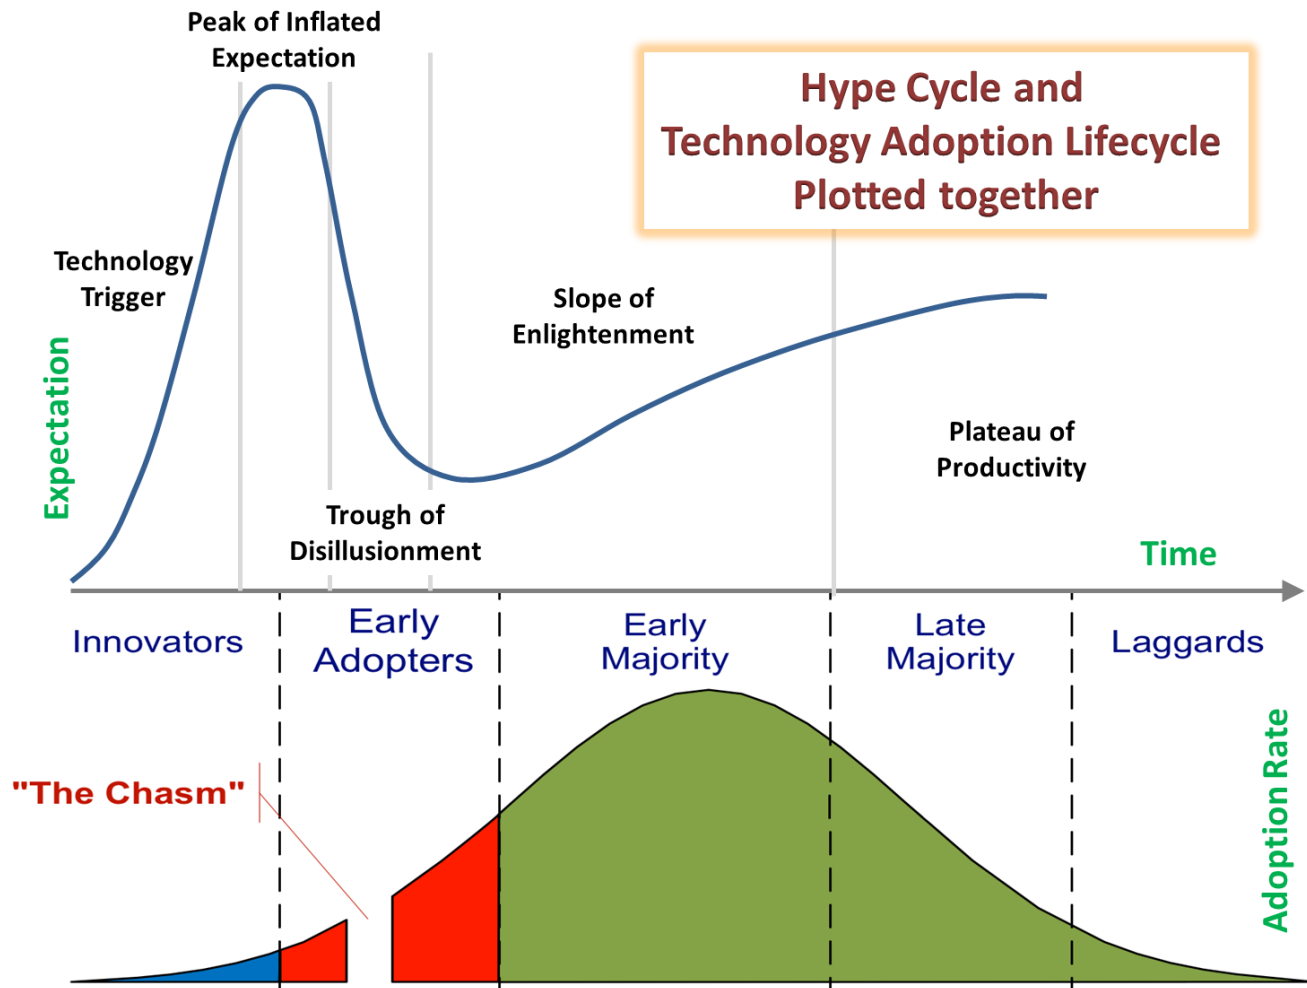 Peak of Inflated
Expectation
Hype Cycle and
Technology Adoption Lifecycle
Plotted together
Technology
Trigger
Slope of
Enlightenment
Expectation
Plateau of
Productivity
Trough of
Disillusionment
Time
Innovators
Early
Adopters
Early
Majority
Late
Majority
Laggards
"The Chasm"
Adoption Rate